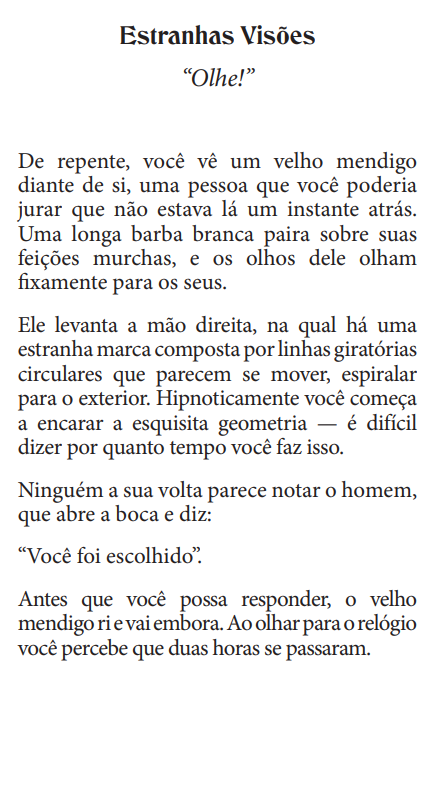 Estranhas Visões
“Olhe!”
De repente, você vê um velho mendigo
diante de si, uma pessoa que você poderia
jurar que não estava lá um instante atrás.
Uma longa barba branca paira sobre suas
feições murchas, e os olhos dele olham
fixamente para os seus.
Ele levanta a mão direita, na qual há uma
estranha marca composta por linhas giratórias
circulares que parecem se mover, espiralar
para o exterior. Hipnoticamente você começa
a encarar a esquisita geometria — é difícil
dizer por quanto tempo você faz isso.
Ninguém a sua volta parece notar o homem,
que abre a boca e diz:
“Você foi escolhido”.
Antes que você possa responder, o velho
mendigo ri e vai embora. Ao olhar para o relógio
você percebe que duas horas se passaram.